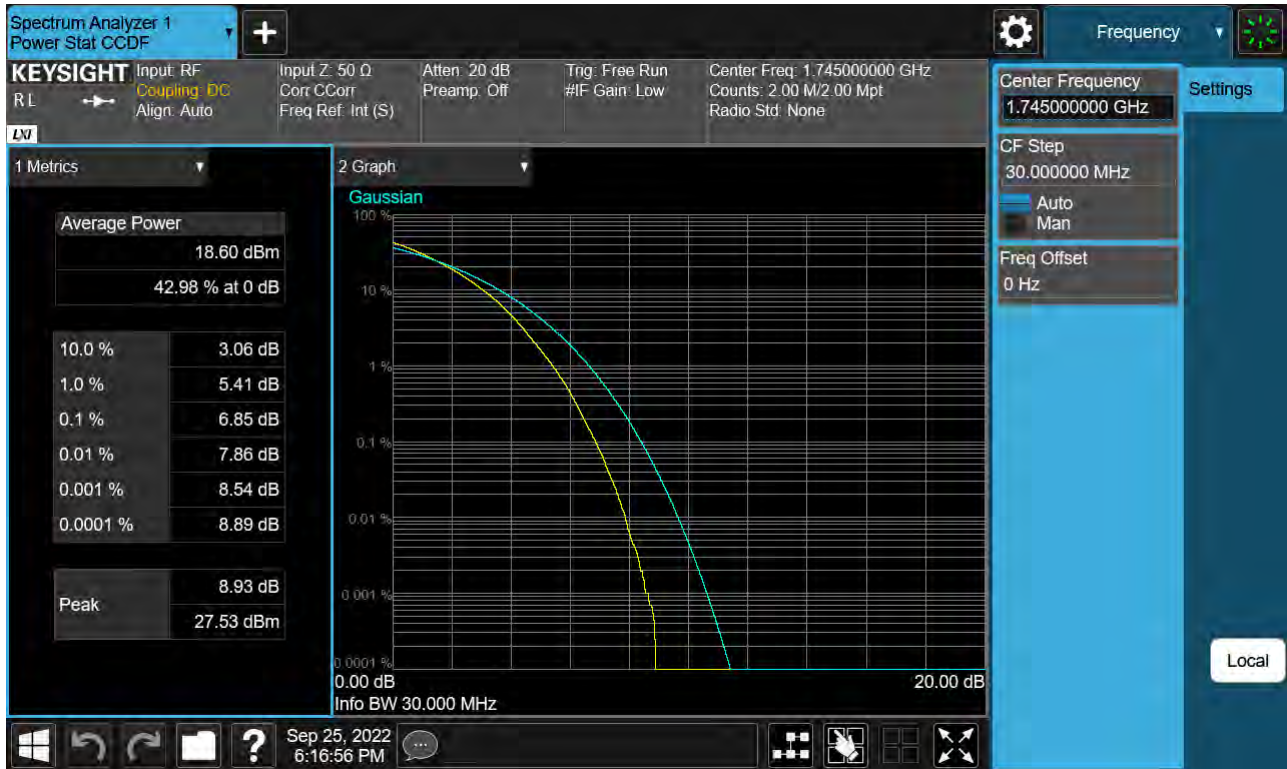 Spectrum Analyzer 1
Power Stat CCDF
Frequency
KEYSIGHT
RL
LXI
Input: RF
Coupling: DC
Align: Auto
Input Z: 50 Ω
Corr CCorr
Freq Ref: Int (S)
Atten: 20 dB
Preamp: Off
Trig: Free Run
#IF Gain: Low
Center Freq: 1.745000000 GHz
Counts: 2.00 M/2.00 Mpt
Radio Std: None
Center Frequency
1.745000000 GHz
Settings
CF Step
30.000000 MHz
Auto
Man
Freq Offset
0 Hz
Local
1 Metrics
Average Power
18.60 dBm
42.98 % at 0 dB
10.0 % 3.06 dB
1.0 % 5.41 dB
0.1 % 6.85 dB
0.01 % 7.86 dB
0.001 % 8.54 dB
0.0001 % 8.89 dB
Peak 8.93 dB
27.53 dBm
2 Graph
Gaussian
100 %
10 %
1 %
0.1 %
0.01 %
0.001 %
0.0001 %
0.00 dB 20.00 dB
Info BW 30.000 MHz
?
Sep 25, 2022
6:16:56 PM